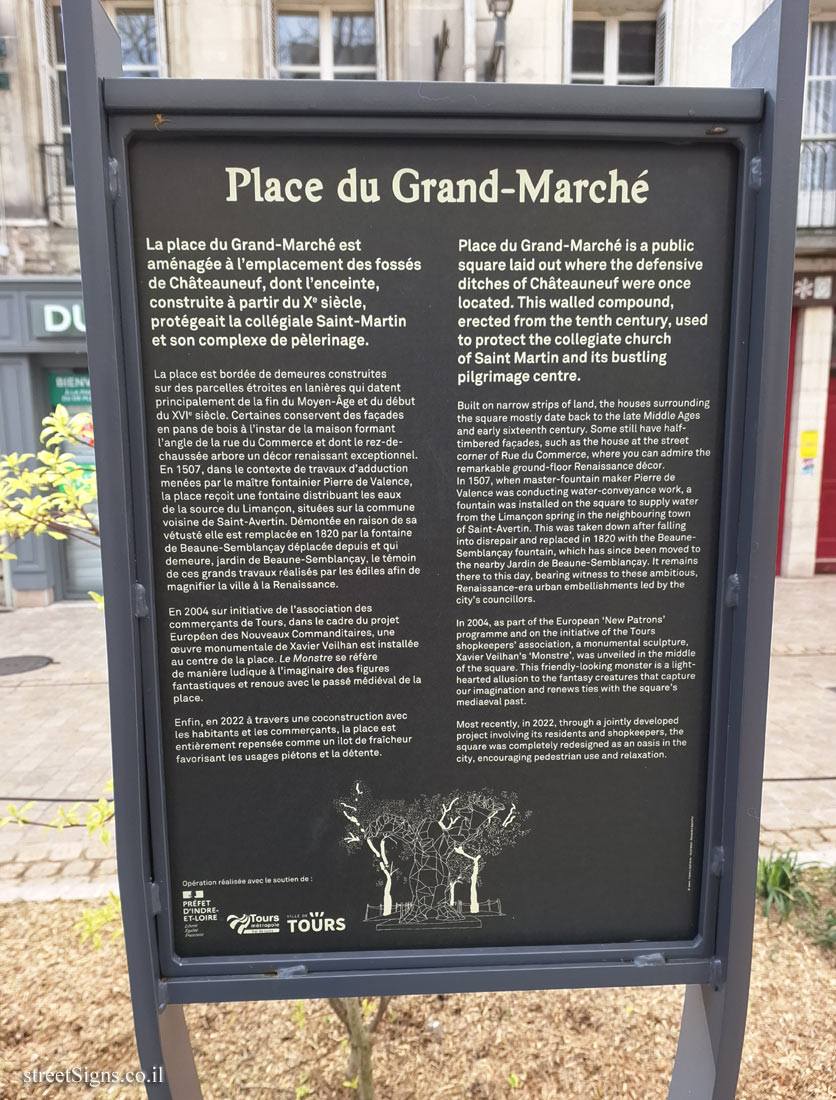 Place du Grand-Marché
La place du Grand-Marché est
aménagée à l'emplacement des fossés
de Châteauneuf, dont l'enceinte,
construite à partir du Xe siècle,
protégeait la collégiale Saint-Martin
et son complexe de pèlerinage.
La place est bordée de demeures construites
sur des parcelles étroites en lanières qui datent
principalement de la fin du Moyen-Âge et du début
du XVIe siècle. Certaines conservent des façades
en pans de bois à l'instar de la maison formant
l'angle de la rue du Commerce et dont le rez-de-
chaussée arbore un décor renaissant exceptionnel.
En 1507, dans le contexte de travaux d'adduction
menées par le maître fontainier Pierre de Valence,
la place reçoit une fontaine distribuant les eaux
de la source du Limançon, situées sur la commune
voisine de Saint-Avertin. Démontée en raison de sa
vétusté elle est remplacée en 1820 par la fontaine
de Beaune-Semblançay déplacée depuis et qui
demeure, jardin de Beaune-Semblançay, le témoin
de ces grands travaux réalisés par les édiles afin de
magnifier la ville à la Renaissance.
En 2004 sur initiative de l'association des
commerçants de Tours, dans le cadre du projet
Européen des Nouveaux Commanditaires, une
œuvre monumentale de Xavier Veilhan est installée
au centre de la place. Le Monstre se réfère
de manière ludique à l'imaginaire des figures
fantastiques et renoue avec le passé médiéval de la
place.
Enfin, en 2022 à travers une coconstruction avec
les habitants et les commerçants, la place est
entièrement repensée comme un ilot de fraîcheur
favorisant les usages piétons et la détente.
Place du Grand-Marché is a public
square laid out where the defensive
ditches of Châteauneuf were once
located. This walled compound,
erected from the tenth century, used
to protect the collegiate church
of Saint Martin and its bustling
pilgrimage centre.
Built on narrow strips of land, the houses surrounding
the square mostly date back to the late Middle Ages
and early sixteenth century. Some still have half-
timbered façades, such as the house at the street
corner of Rue du Commerce, where you can admire the
remarkable ground-floor Renaissance décor.
In 1507, when master-fountain maker Pierre de
Valence was conducting water-conveyance work, a
fountain was installed on the square to supply water
from the Limançon spring in the neighbouring town
of Saint-Avertin. This was taken down after falling
into disrepair and replaced in 1820 with the Beaune-
Semblançay fountain, which has since been moved to
the nearby Jardin de Beaune-Semblançay. It remains
there to this day, bearing witness to these ambitious,
Renaissance-era urban embellishments led by the
city's councillors.
In 2004, as part of the European 'New Patrons'
programme and on the initiative of the Tours
shopkeepers' association, a monumental sculpture,
Xavier Veilhan's 'Monstre', was unveiled in the middle
of the square. This friendly-looking monster is a light-
hearted allusion to the fantasy creatures that capture
our imagination and renews ties with the square's
mediaeval past.
Most recently, in 2022, through a jointly developed
project involving its residents and shopkeepers, the
square was completely redesigned as an oasis in the
city, encouraging pedestrian use and relaxation.
Opération réalisée avec le soutien de :
PRÉFET
D'INDRE-
ET-LOIRE
Liberté
Égalité
Fraternité
Tours
métropole
VILLE DE
TOURS
DU
BIENV
streetSigns.co.il